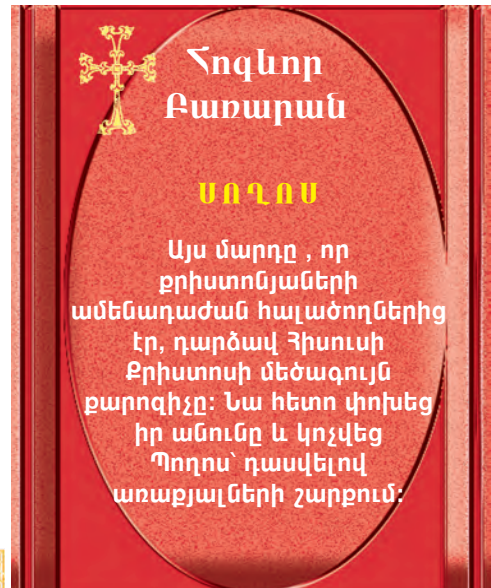 Հոգևոր
Բառարան
ՍՈՂՈՍ
Այս մարդը , որ
քրիստոնյաների
ամենադաժան հալածողներից
էր, դարձավ Հիսուսի
Քրիստոսի մեծագույն
քարոզիչը: Նա հետո փոխեց
իր անունը և կոչվեց
Պողոս՝ դասվելով
առաքյալների շարքում: